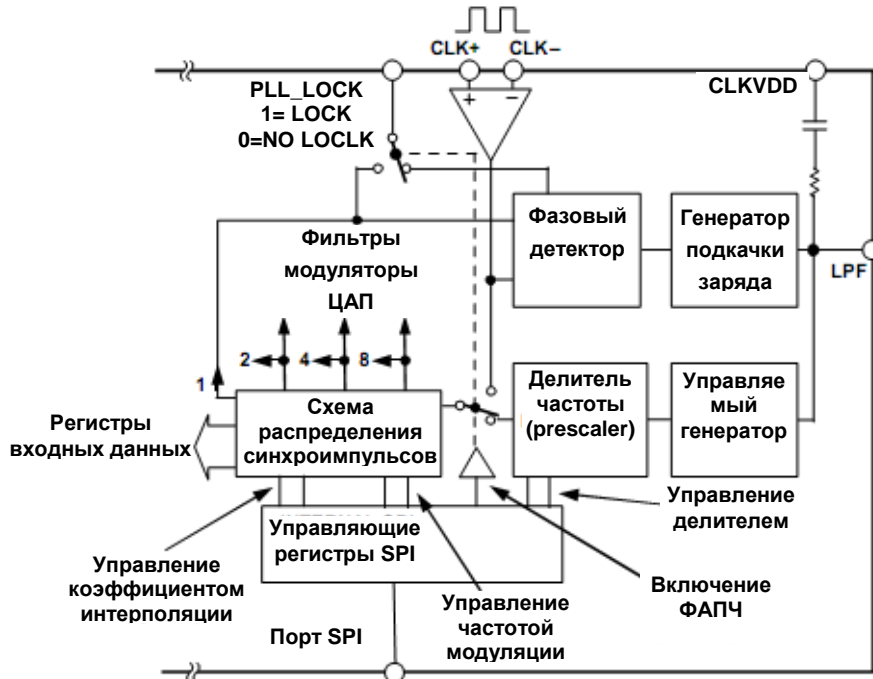 CLK+ CLK–
PLL_LOCK
1= LOCK
0=NO LOCLK
CLKVDD
Фазовый
детектор
Генератор
подкачки
заряда
LPF
Фильтры
модуляторы
ЦАП
2 4 8
1
Регистры
входных данных
Схема
распределения
синхроимпульсов
Делитель
частоты
(prescaler)
Управляе
мый
генератор
Управляющие
регистры SPI
Управление
делителем
Управление
коэффициентом
интерполяции
Включение
ФАПЧ
Управление
частотой
модуляции
Порт SPI